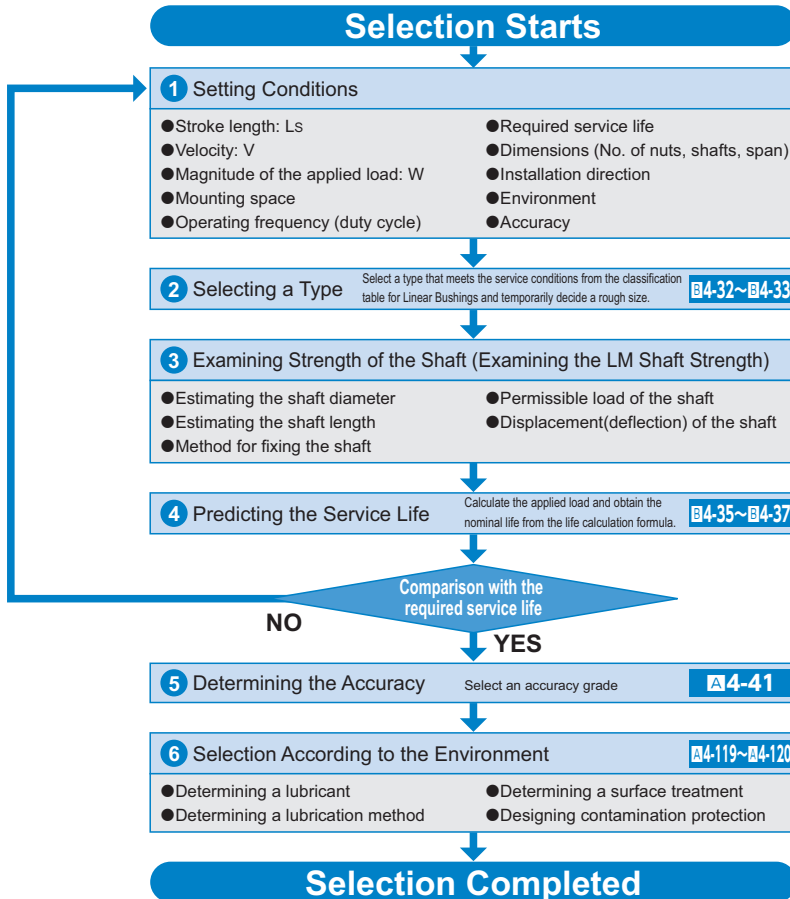 Selection Starts
1 Setting Conditions
●Stroke length: LS
●Velocity: V
●Magnitude of the applied load: W
●Mounting space
●Operating frequency (duty cycle)
●Required service life
●Dimensions (No. of nuts, shafts, span)
●Installation direction
●Environment
●Accuracy
2 Selecting a Type
Select a type that meets the service conditions from the classification
table for Linear Bushings and temporarily decide a rough size.
B4-32~B4-33
3 Examining Strength of the Shaft (Examining the LM Shaft Strength)
●Estimating the shaft diameter
●Estimating the shaft length
●Method for fixing the shaft
●Permissible load of the shaft
●Displacement(deflection) of the shaft
4 Predicting the Service Life
Calculate the applied load and obtain the
nominal life from the life calculation formula.
B4-35~B4-37
Comparison with the
required service life
NO
YES
5 Determining the Accuracy
Select an accuracy grade
A4-41
6 Selection According to the Environment
A4-119~A4-120
●Determining a lubricant
●Determining a lubrication method
●Determining a surface treatment
●Designing contamination protection
Selection Completed